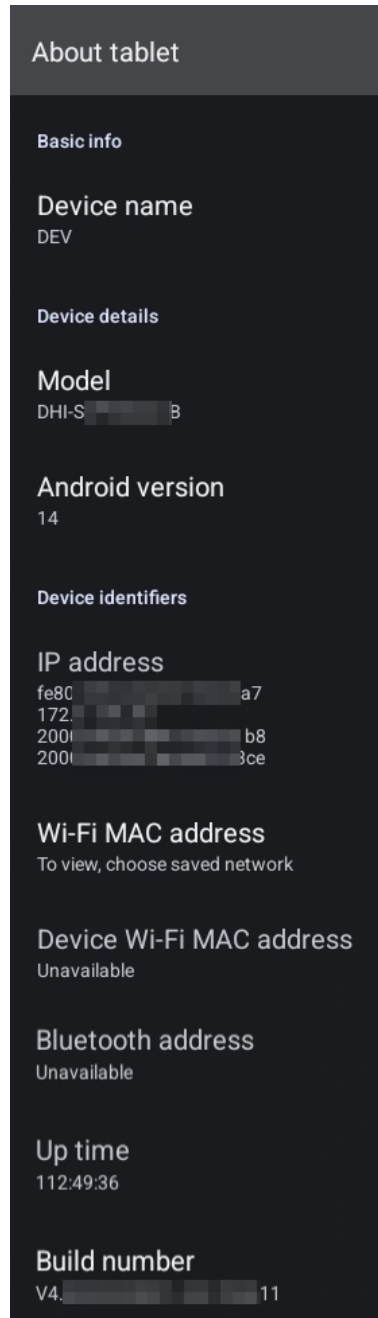 About tablet
Basic info
Device name
DEV
Device details
Model
DHI-S B
Android version
14
Device identifiers
IP address
fe80 a7
172.
200 b8
200 3ce
Wi-Fi MAC address
To view, choose saved network
Device Wi-Fi MAC address
Unavailable
Bluetooth address
Unavailable
Up time
112:49:36
Build number
V4. 11